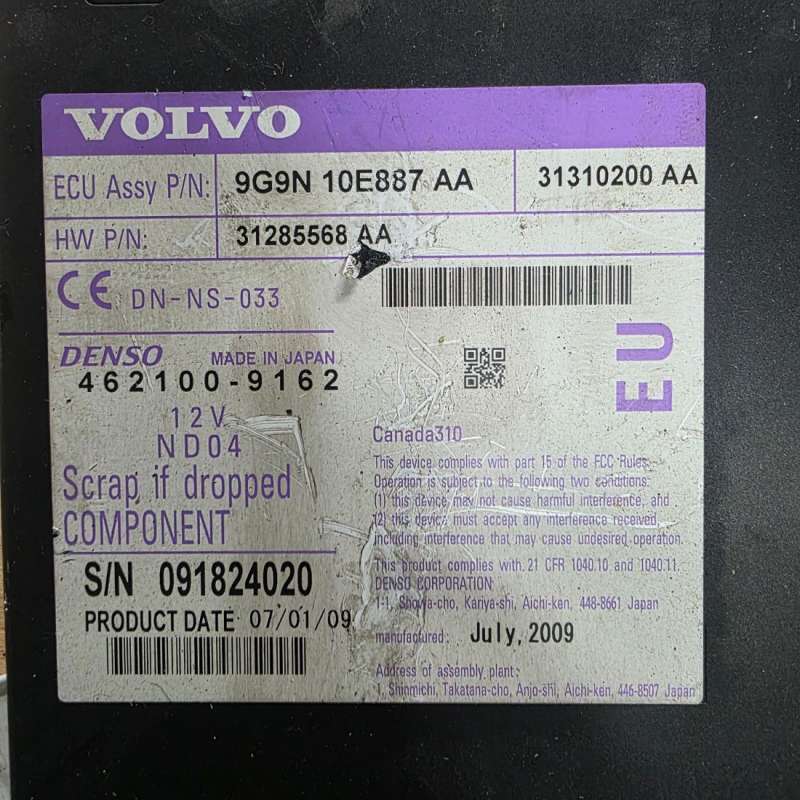 VOLVO
ECU Assy P/N: 9G9N 10E887 AA 31310200 AA
HW P/N: 31285568 AA
CE DN-NS-033
DENSO MADE IN JAPAN
462100-9162
12V
ND04
Scrap if dropped
COMPONENT
S/N 091824020
PRODUCT DATE 07/01/09
EU
Canada310
This device complies with part 15 of the FCC Rules.
Operation is subject to the following two conditions:
(1) this device may not cause harmful interference, and
(2) this device must accept any interference received,
including interference that may cause undesired operation.
This product complies with 21 CFR 1040.10 and 1040.11.
DENSO CORPORATION
1-1, Showa-cho, Kariya-shi, Aichi-ken, 448-8661 Japan
manufactured: July, 2009
Address of assembly plant:
1, Shinmichi, Takatana-cho, Anjo-shi, Aichi-ken, 446-8507 Japan